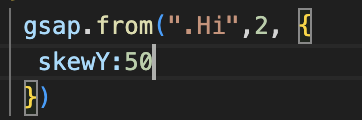 gsap.from(".Hi",2, {
skewY:50
})